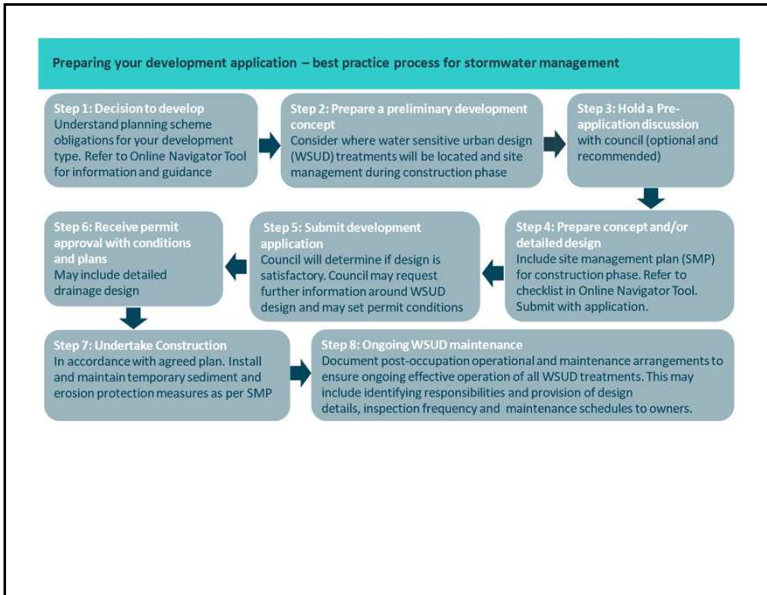 Preparing your development application – best practice process for stormwater management
Step 1: Decision to develop
Understand planning scheme
obligations for your development
type. Refer to Online Navigator Tool
for information and guidance
Step 2: Prepare a preliminary development
concept
Consider where water sensitive urban design
(WSUD) treatments will be located and site
management during construction phase
Step 3: Hold a Pre-
application discussion
with council (optional and
recommended)
Step 4: Prepare concept and/or
detailed design
Include site management plan (SMP)
for construction phase. Refer to
checklist in Online Navigator Tool.
Submit with application.
Step 5: Submit development
application
Council will determine if design is
satisfactory. Council may request
further information around WSUD
design and may set permit conditions
Step 6: Receive permit
approval with conditions
and plans
May include detailed
drainage design
Step 7: Undertake Construction
In accordance with agreed plan. Install
and maintain temporary sediment and
erosion protection measures as per SMP
Step 8: Ongoing WSUD maintenance
Document post-occupation operational and maintenance arrangements to
ensure ongoing effective operation of all WSUD treatments. This may
include identifying responsibilities and provision of design
details, inspection frequency and maintenance schedules to owners.